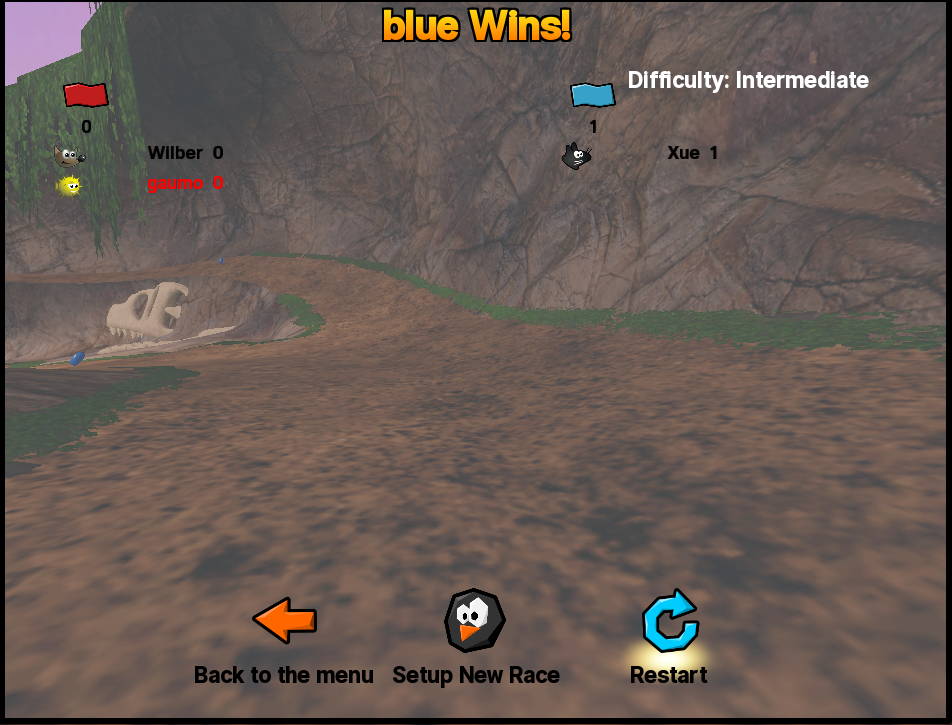 blue Wins!
Difficulty: Intermediate
0
1
Wilber 0
Xue 1
gaumo 0
Back to the menu
Setup New Race
Restart